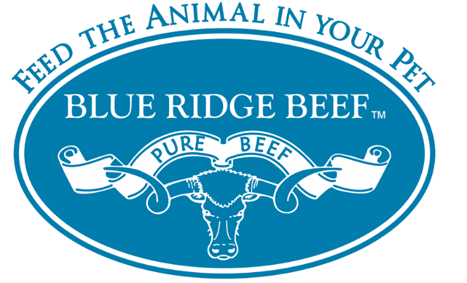 FEED THE ANIMAL IN YOUR PET
BLUE RIDGE BEEF™
PURE BEEF